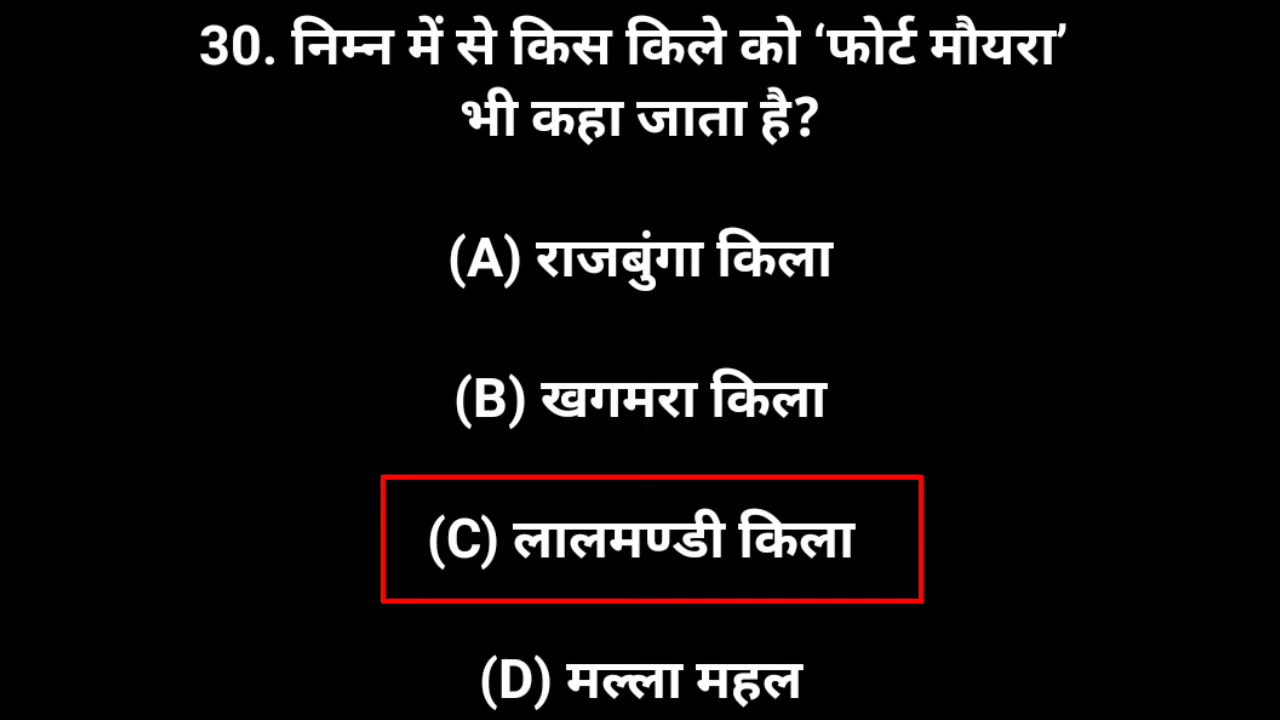 30. निम्न में से किस किले को ‘फोर्ट मौयरा’
भी कहा जाता है?
(A) राजबुंगा किला
(B) खगमरा किला
(C) लालमण्डी किला
(D) मल्ला महल